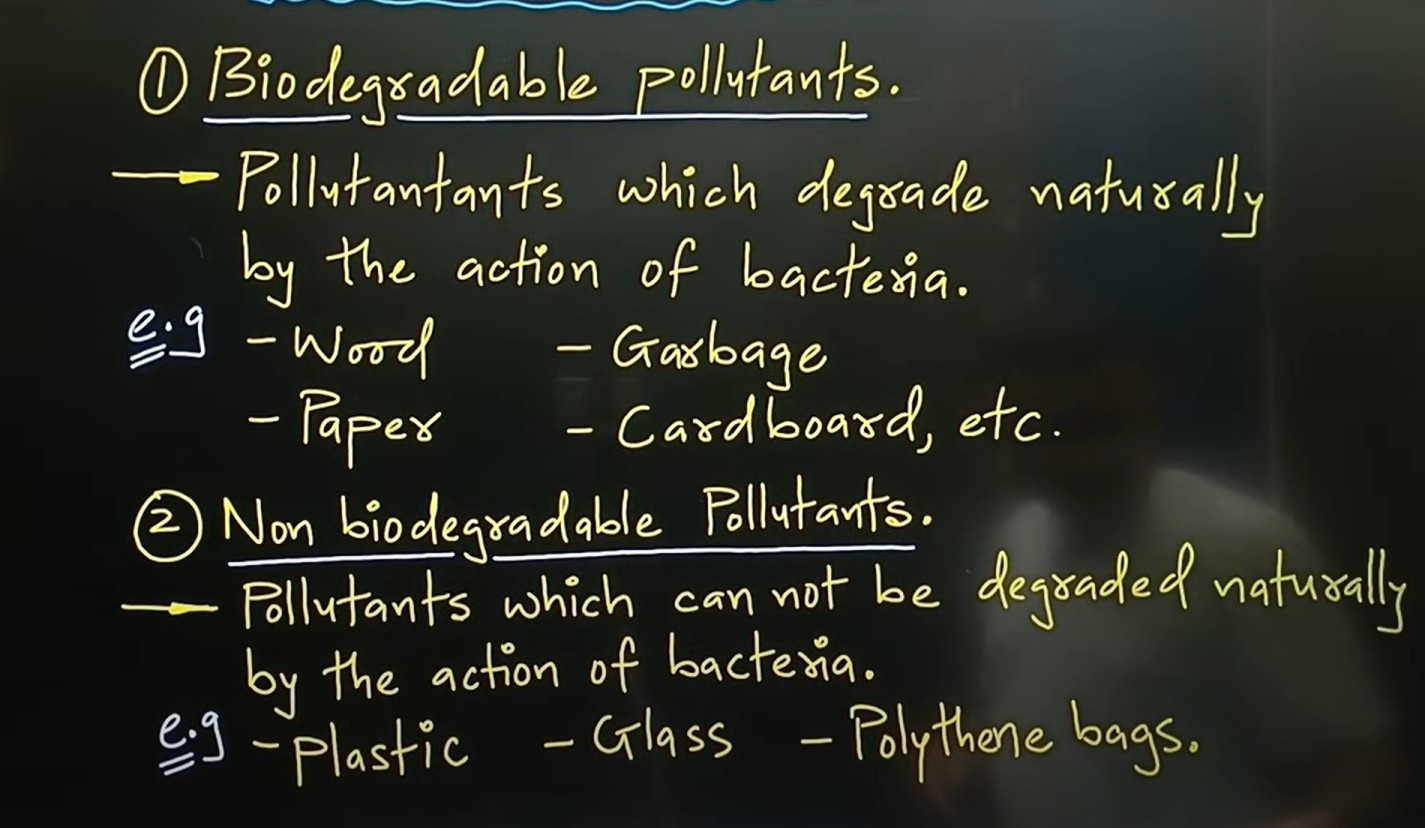 ① Biodegradable pollutants.
→ Pollutantants which degrade naturally
by the action of bacteria.
e.g - Wood - Garbage
- Paper - Cardboard, etc.
② Non biodegradable Pollutants.
→ Pollutants which can not be degraded naturally
by the action of bacteria.
e.g - Plastic - Glass - Polythene bags.